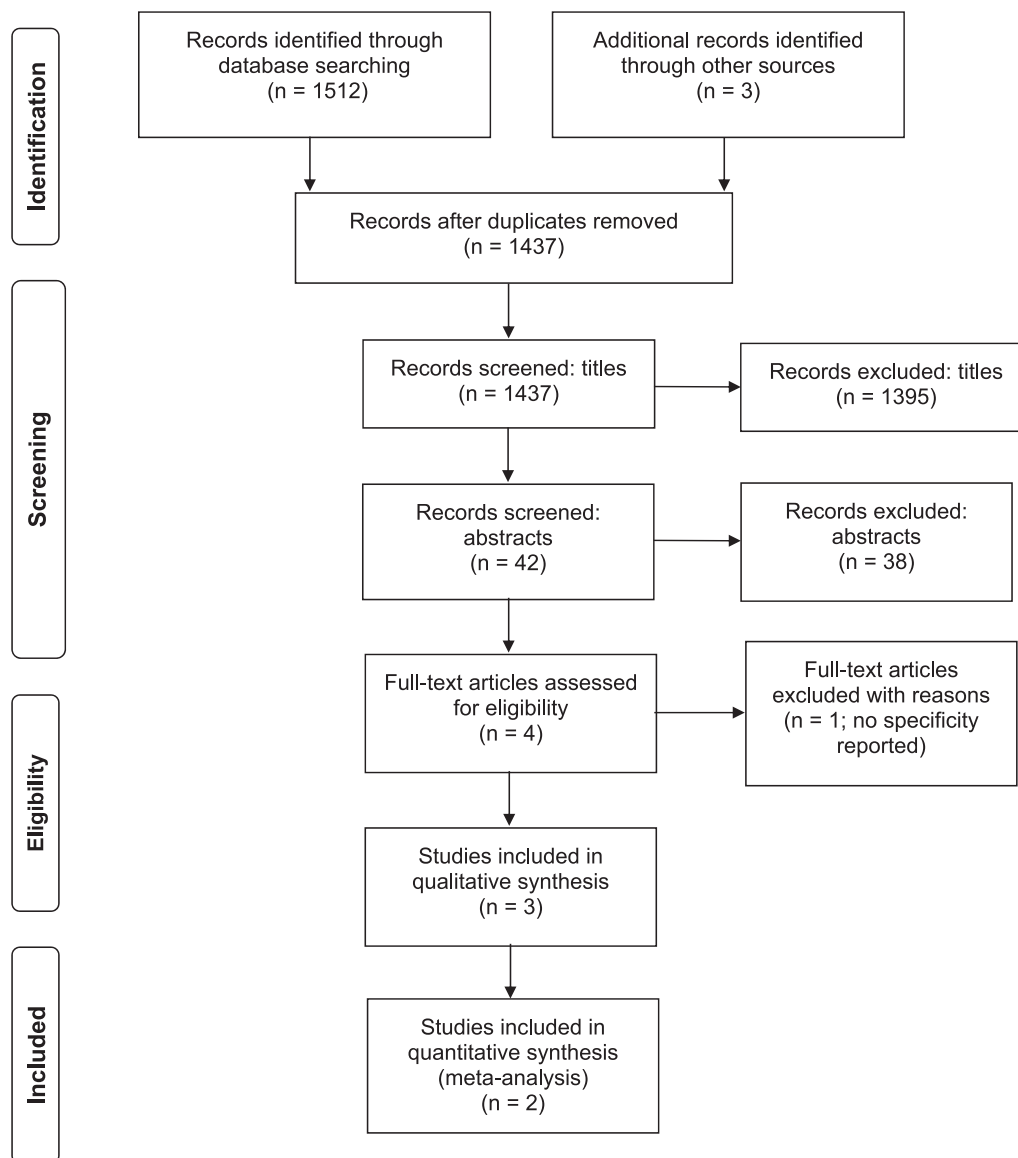 Identification
Records identified through
database searching
(n = 1512)
Additional records identified
through other sources
(n = 3)
Records after duplicates removed
(n = 1437)
Screening
Records screened: titles
(n = 1437)
Records excluded: titles
(n = 1395)
Records screened:
abstracts
(n = 42)
Records excluded:
abstracts
(n = 38)
Eligibility
Full-text articles assessed
for eligibility
(n = 4)
Full-text articles
excluded with reasons
(n = 1; no specificity
reported)
Studies included in
qualitative synthesis
(n = 3)
Included
Studies included in
quantitative synthesis
(meta-analysis)
(n = 2)